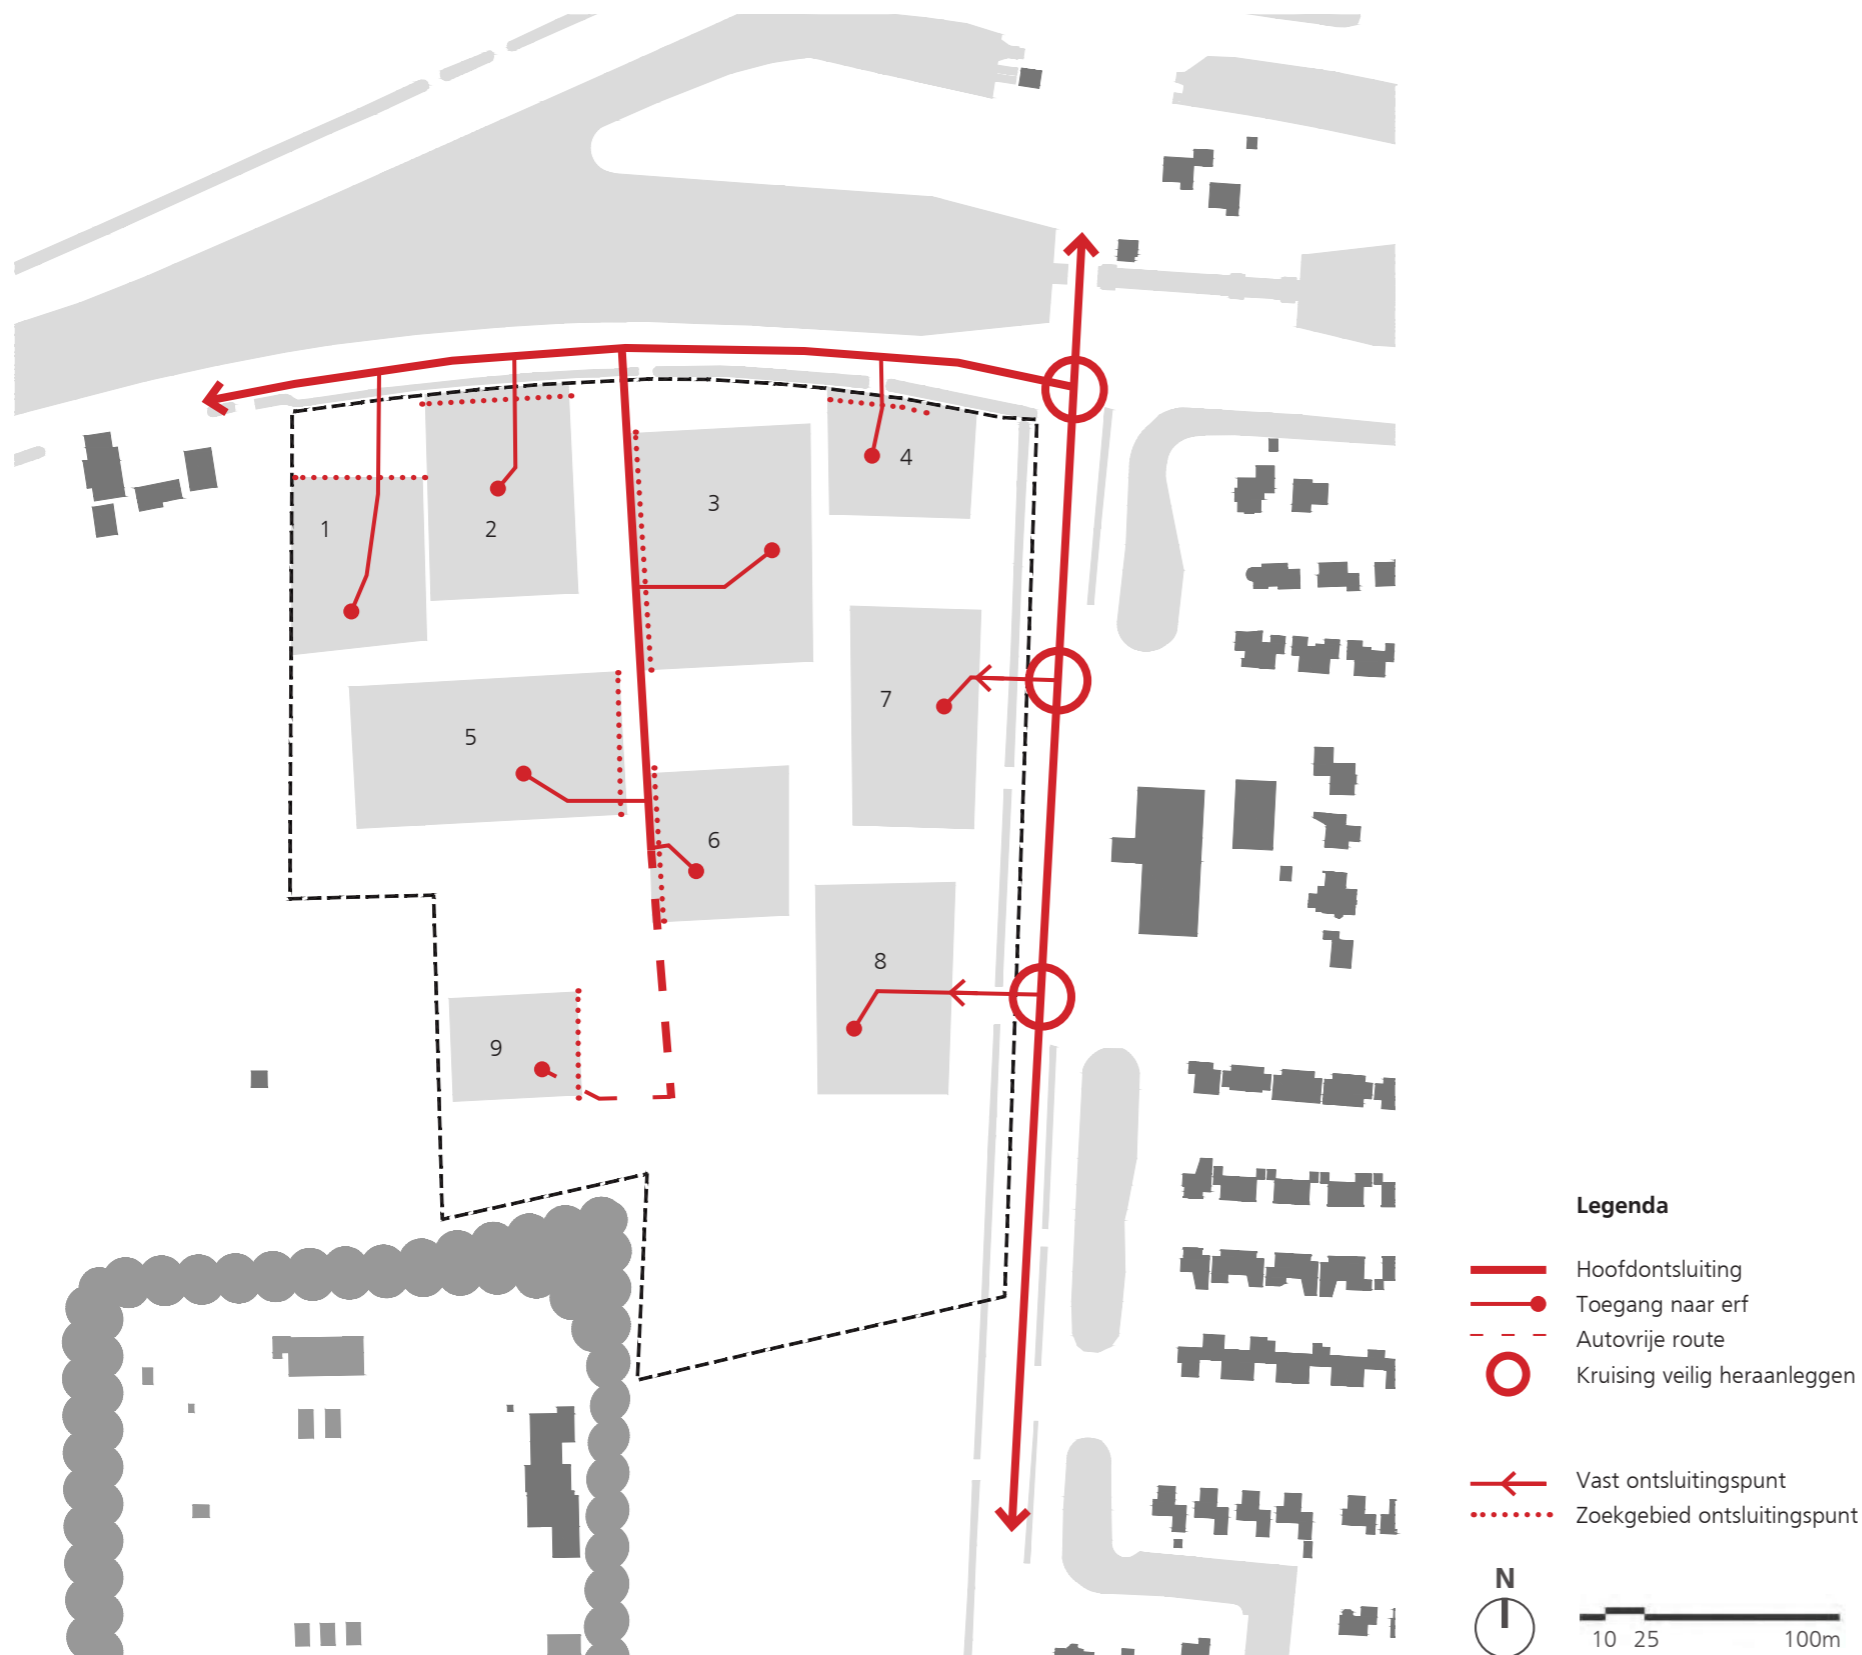 4
3
1
2
7
5
6
8
9
Legenda
Hoofdontsluiting
Toegang naar erf
Autovrije route
Kruising veilig heraanleggen
Vast ontsluitingspunt
Zoekgebied ontsluitingspunt
N
10 25 100m